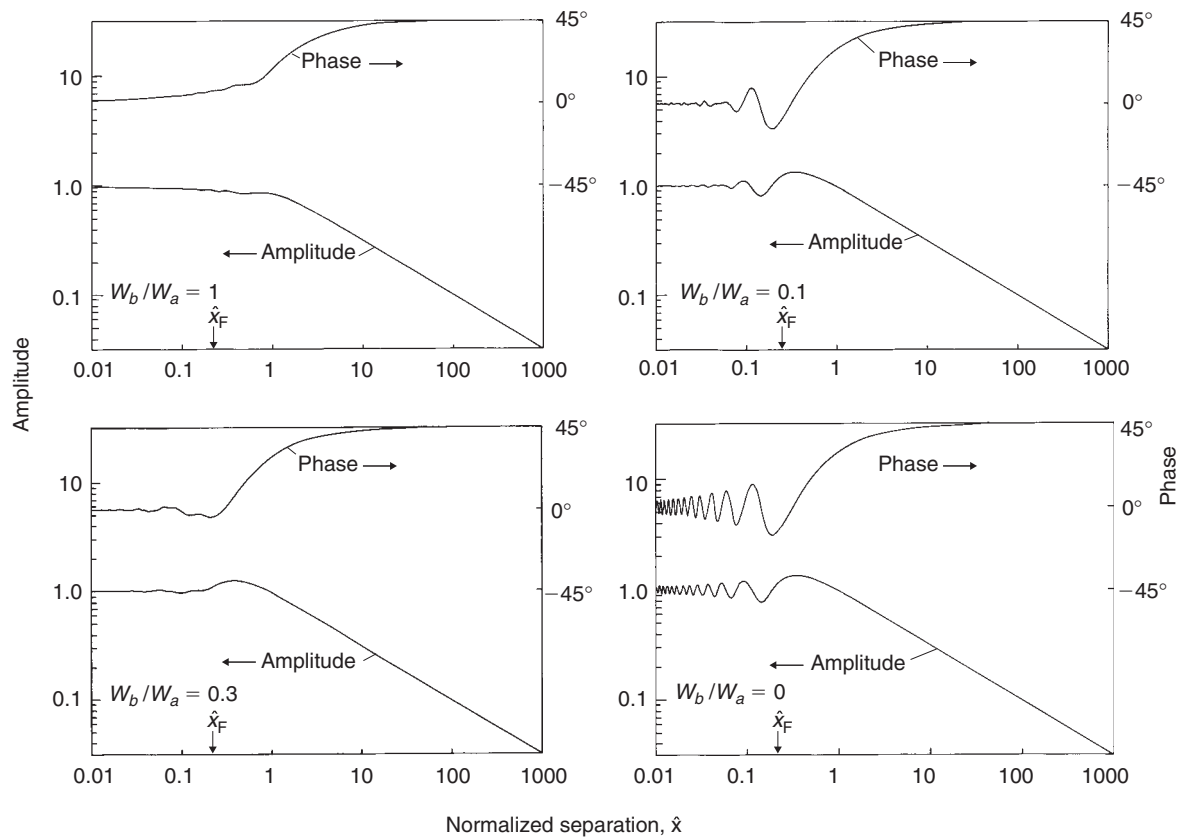 45°
Phase
10
0°
1.0
−45°
Amplitude
0.1
W_b/W_a = 1
x̂_F
0.01 0.1 1 10 100 1000
45°
Phase
10
0°
1.0
−45°
Amplitude
0.1
W_b/W_a = 0.1
x̂_F
0.01 0.1 1 10 100 1000
Amplitude
45°
Phase
10
0°
1.0
−45°
Amplitude
0.1
W_b/W_a = 0.3
x̂_F
0.01 0.1 1 10 100 1000
45°
Phase
10
0°
1.0
−45°
Amplitude
0.1
W_b/W_a = 0
x̂_F
0.01 0.1 1 10 100 1000
Phase
Normalized separation, x̂